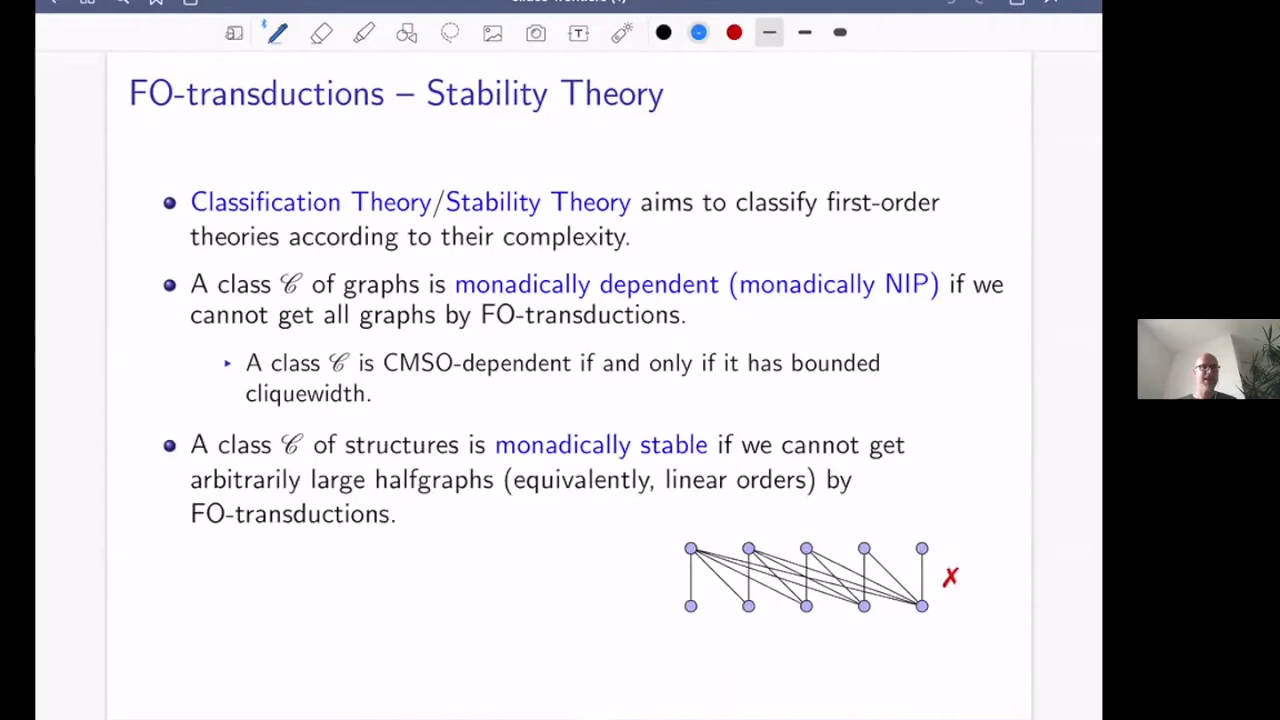 FO-transductions – Stability Theory
Classification Theory/Stability Theory aims to classify first-order
theories according to their complexity.
A class 𝒞 of graphs is monadically dependent (monadically NIP) if we
cannot get all graphs by FO-transductions.
A class 𝒞 is CMSO-dependent if and only if it has bounded
cliquewidth.
A class 𝒞 of structures is monadically stable if we cannot get
arbitrarily large halfgraphs (equivalently, linear orders) by
FO-transductions.
✗